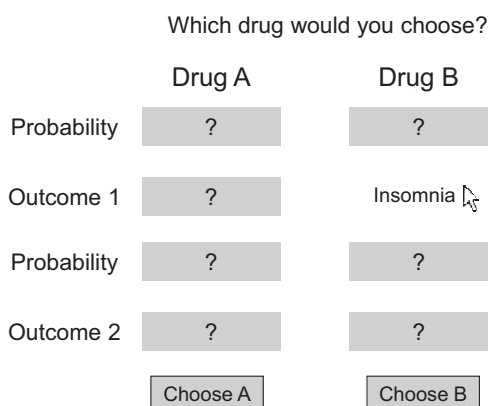 Which drug would you choose?
Drug A Drug B
Probability ? ?
Outcome 1 ? Insomnia
Probability ? ?
Outcome 2 ? ?
Choose A Choose B